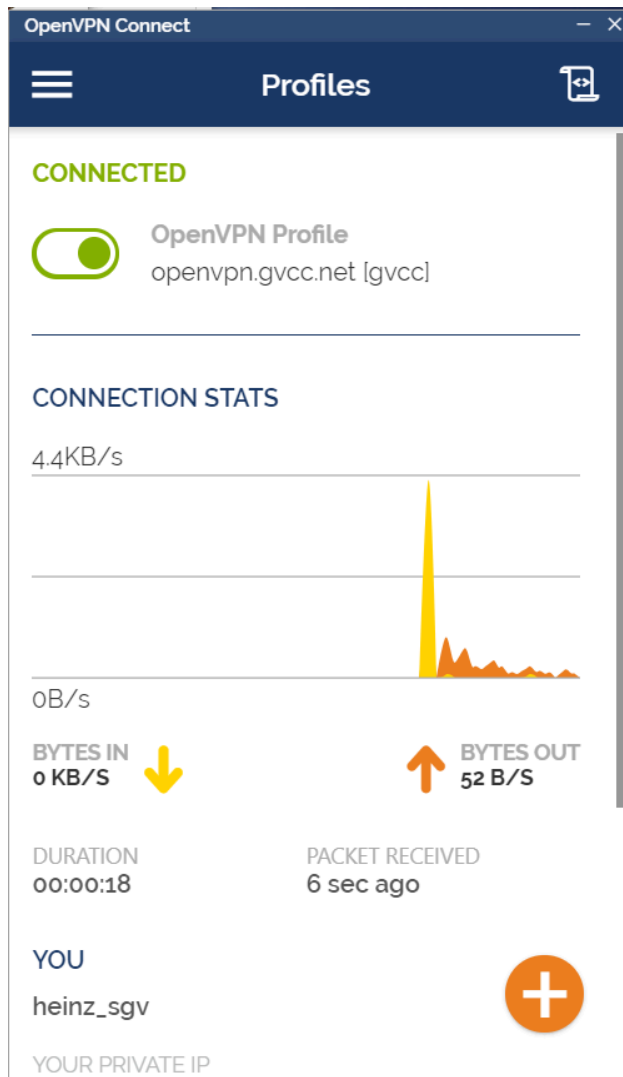 OpenVPN Connect
Profiles
CONNECTED
OpenVPN Profile
openvpn.gvcc.net [gvcc]
CONNECTION STATS
4.4KB/s
0B/s
BYTES IN
0 KB/S
BYTES OUT
52 B/S
DURATION
00:00:18
PACKET RECEIVED
6 sec ago
YOU
heinz_sgv
YOUR PRIVATE IP